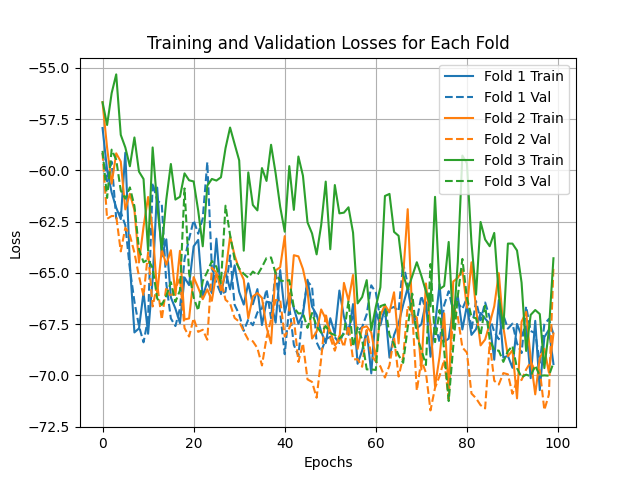 Training and Validation Losses for Each Fold
Loss
−55.0
−57.5
−60.0
−62.5
−65.0
−67.5
−70.0
−72.5
Fold 1 Train
Fold 1 Val
Fold 2 Train
Fold 2 Val
Fold 3 Train
Fold 3 Val
0 20 40 60 80 100
Epochs